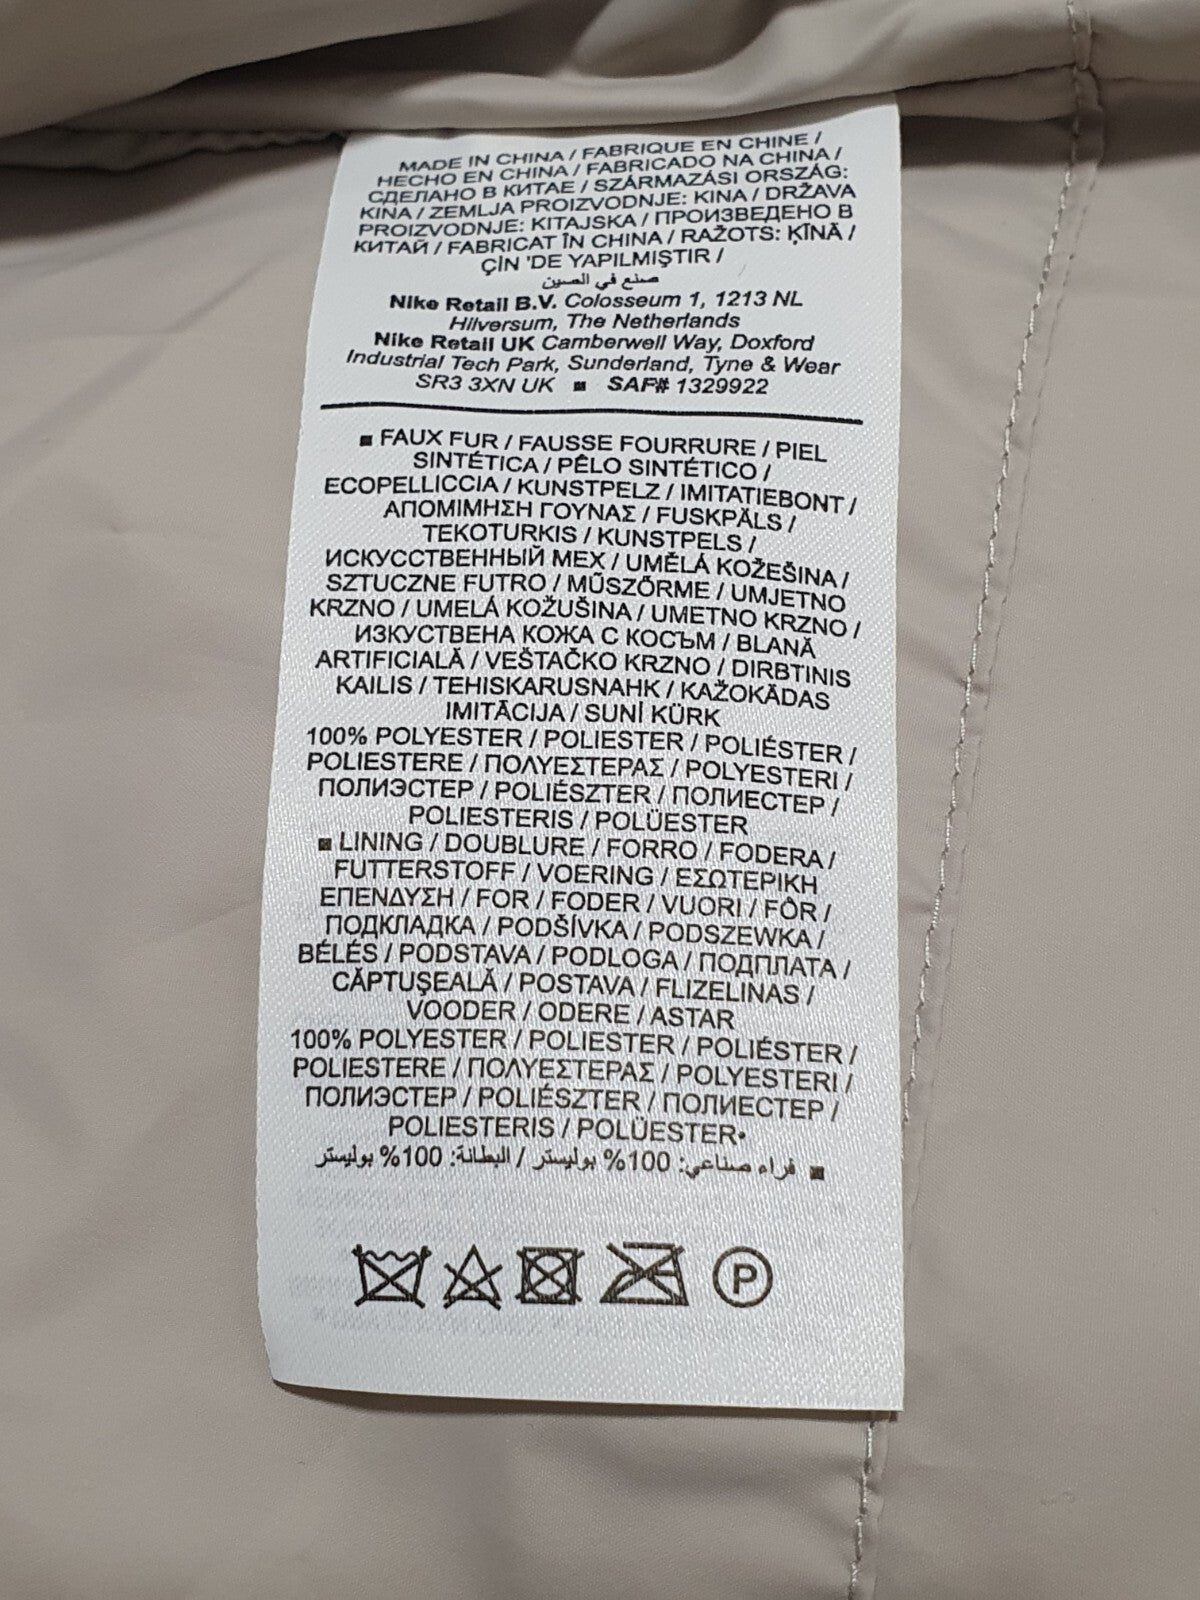 MADE IN CHINA / FABRIQUE EN CHINE /
HECHO EN CHINA / FABRICADO NA CHINA /
СДЕЛАНО В КИТАЕ / SZÁRMAZÁSI ORSZÁG:
KINA / ZEMLJA PROIZVODNJE: KINA / DRŽAVA
PROIZVODNJE: KITAJSKA / ПРОИЗВЕДЕНО В
КИТАЙ / FABRICAT ÎN CHINA / RAŽOTS: ĶĪNĀ /
ÇİN 'DE YAPILMIŞTIR /
صنع في الصين
Nike Retail B.V. Colosseum 1, 1213 NL
Hilversum, The Netherlands
Nike Retail UK Camberwell Way, Doxford
Industrial Tech Park, Sunderland, Tyne & Wear
SR3 3XN UK ■ SAF# 1329922
■ FAUX FUR / FAUSSE FOURRURE / PIEL
SINTÉTICA / PÊLO SINTÉTICO /
ECOPELLICCIA / KUNSTPELZ / IMITATIEBONT /
ΑΠΟΜΙΜΗΣΗ ΓΟΥΝΑΣ / FUSKPÄLS /
TEKOTURKIS / KUNSTPELS /
ИСКУССТВЕННЫЙ МЕХ / UMĚLÁ KOŽEŠINA /
SZTUCZNE FUTRO / MŰSZŐRME / UMJETNO
KRZNO / UMELÁ KOŽUŠINA / UMETNO KRZNO /
ИЗКУСТВЕНА КОЖА С КОСЪМ / BLANĂ
ARTIFICIALĂ / VEŠTAČKO KRZNO / DIRBTINIS
KAILIS / TEHISKARUSNAHK / KAŽOKĀDAS
IMITĀCIJA / SUNİ KÜRK
100% POLYESTER / POLIESTER / POLIÉSTER /
POLIESTERE / ΠΟΛΥΕΣΤΕΡΑΣ / POLYESTERI /
ПОЛИЭСТЕР / POLIÉSZTER / ПОЛИЕСТЕР /
POLIESTERIS / POLÜESTER
■ LINING / DOUBLURE / FORRO / FODERA /
FUTTERSTOFF / VOERING / ΕΣΩΤΕΡΙΚΗ
ΕΠΕΝΔΥΣΗ / FOR / FODER / VUORI / FÔR /
ПОДКЛАДКА / PODŠÍVKA / PODSZEWKA /
BÉLÉS / PODSTAVA / PODLOGA / ПОДПЛАТА /
CĂPTUŞEALĂ / POSTAVA / FLIZELINAS /
VOODER / ODERE / ASTAR
100% POLYESTER / POLIESTER / POLIÉSTER /
POLIESTERE / ΠΟΛΥΕΣΤΕΡΑΣ / POLYESTERI /
ПОЛИЭСТЕР / POLIÉSZTER / ПОЛИЕСТЕР /
POLIESTERIS / POLÜESTER•
■ فراء صناعي: 100% بوليستر / البطانة: 100% بوليستر
P